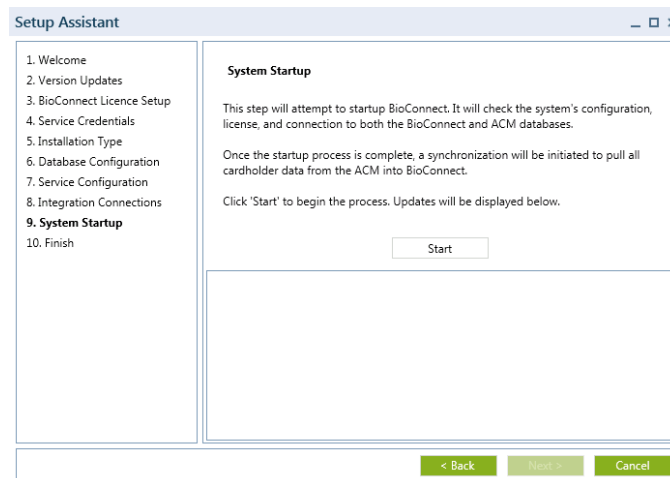 Setup Assistant
1. Welcome
2. Version Updates
3. BioConnect Licence Setup
4. Service Credentials
5. Installation Type
6. Database Configuration
7. Service Configuration
8. Integration Connections
9. System Startup
10. Finish
System Startup
This step will attempt to startup BioConnect. It will check the system's configuration,
license, and connection to both the BioConnect and ACM databases.
Once the startup process is complete, a synchronization will be initiated to pull all
cardholder data from the ACM into BioConnect.
Click 'Start' to begin the process. Updates will be displayed below.
Start
< Back
Next >
Cancel